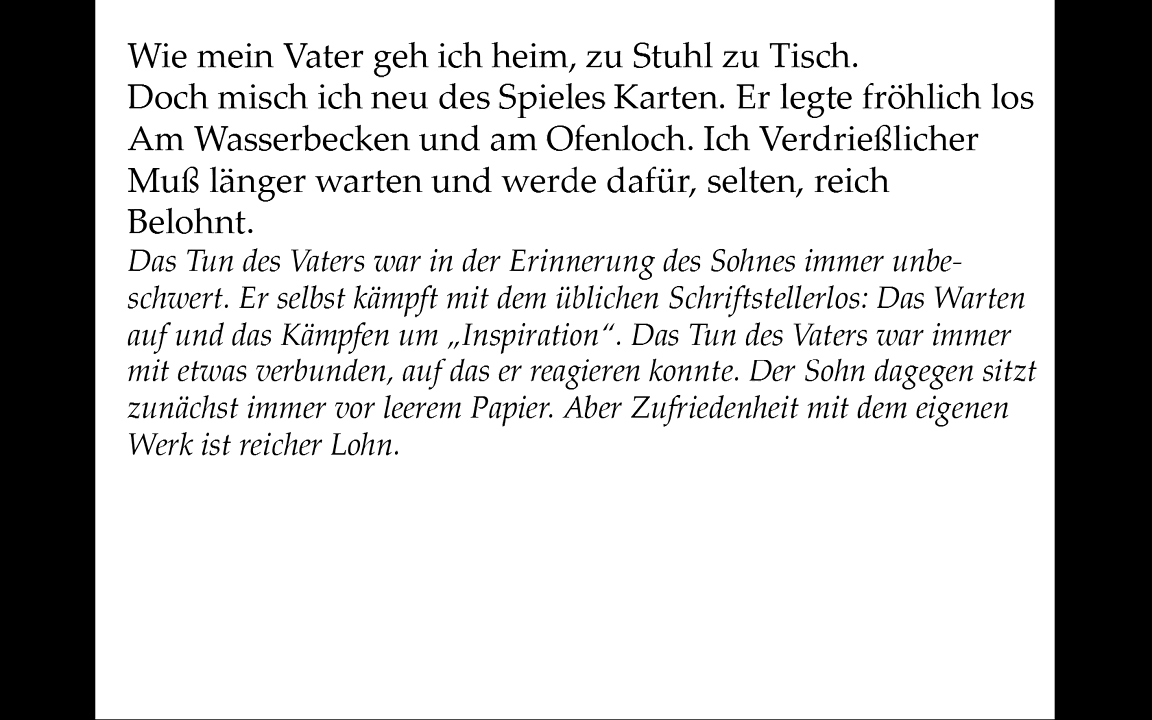 Wie mein Vater geh ich heim, zu Stuhl zu Tisch.
Doch misch ich neu des Spieles Karten. Er legte fröhlich los
Am Wasserbecken und am Ofenloch. Ich Verdrießlicher
Muß länger warten und werde dafür, selten, reich
Belohnt.
Das Tun des Vaters war in der Erinnerung des Sohnes immer unbe-
schwert. Er selbst kämpft mit dem üblichen Schriftstellerlos: Das Warten
auf und das Kämpfen um „Inspiration“. Das Tun des Vaters war immer
mit etwas verbunden, auf das er reagieren konnte. Der Sohn dagegen sitzt
zunächst immer vor leerem Papier. Aber Zufriedenheit mit dem eigenen
Werk ist reicher Lohn.